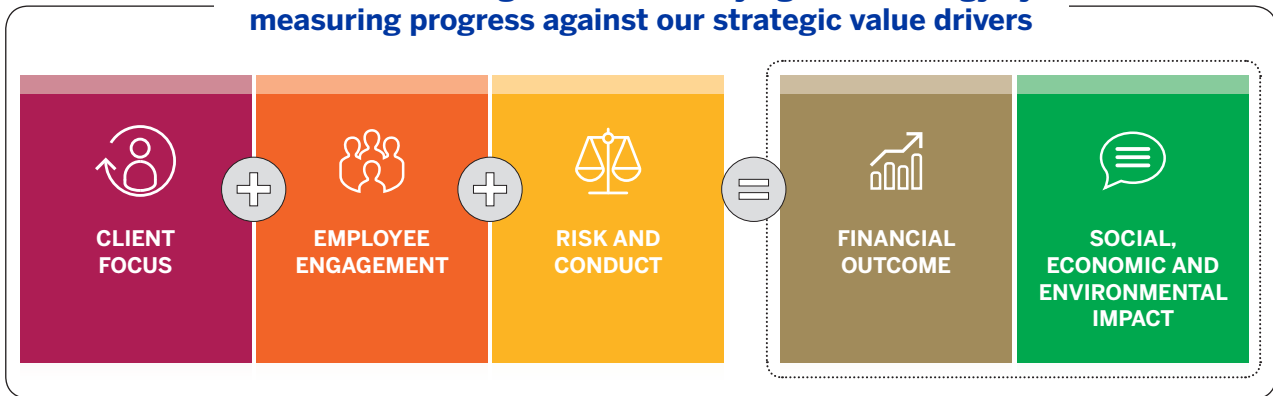 measuring progress against our strategic value drivers
CLIENT
FOCUS
EMPLOYEE
ENGAGEMENT
RISK AND
CONDUCT
FINANCIAL
OUTCOME
SOCIAL,
ECONOMIC AND
ENVIRONMENTAL
IMPACT